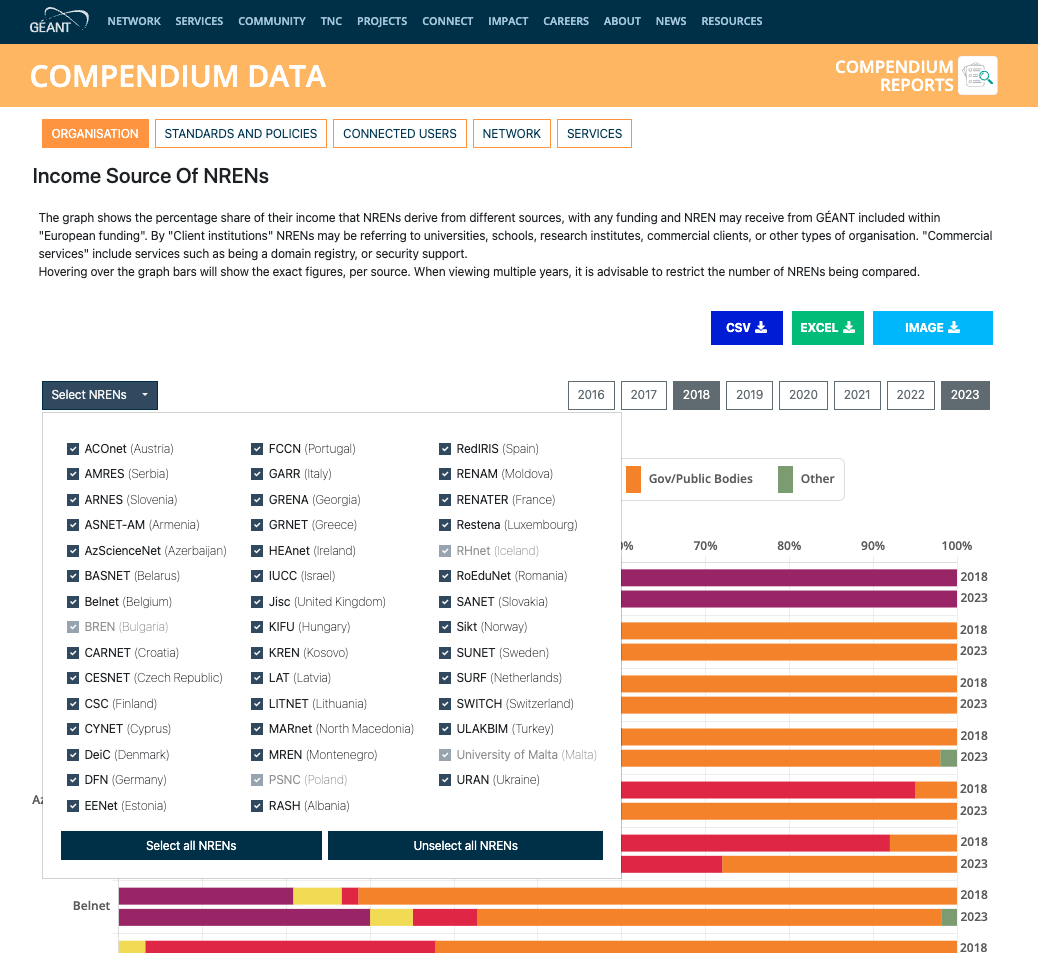 GÉANT NETWORK SERVICES COMMUNITY TNC PROJECTS CONNECT IMPACT CAREERS ABOUT NEWS RESOURCES
COMPENDIUM DATA
COMPENDIUM
REPORTS
ORGANISATION STANDARDS AND POLICIES CONNECTED USERS NETWORK SERVICES
Income Source Of NRENs
The graph shows the percentage share of their income that NRENs derive from different sources, with any funding and NREN may receive from GÉANT included within
"European funding". By "Client institutions" NRENs may be referring to universities, schools, research institutes, commercial clients, or other types of organisation. "Commercial
services" include services such as being a domain registry, or security support.
Hovering over the graph bars will show the exact figures, per source. When viewing multiple years, it is advisable to restrict the number of NRENs being compared.
CSV EXCEL IMAGE
Select NRENs 2016 2017 2018 2019 2020 2021 2022 2023
ACOnet (Austria) FCCN (Portugal) RedIRIS (Spain)
AMRES (Serbia) GARR (Italy) RENAM (Moldova)
Gov/Public Bodies Other
ARNES (Slovenia) GRENA (Georgia) RENATER (France)
ASNET-AM (Armenia) GRNET (Greece) Restena (Luxembourg)
AzScienceNet (Azerbaijan) HEAnet (Ireland) RHnet (Iceland)
70% 80% 90% 100%
BASNET (Belarus) IUCC (Israel) RoEduNet (Romania) 2018
Belnet (Belgium) Jisc (United Kingdom) SANET (Slovakia) 2023
BREN (Bulgaria) KIFU (Hungary) Sikt (Norway) 2018
CARNET (Croatia) KREN (Kosovo) SUNET (Sweden) 2023
CESNET (Czech Republic) LAT (Latvia) SURF (Netherlands) 2018
CSC (Finland) LITNET (Lithuania) SWITCH (Switzerland) 2023
CYNET (Cyprus) MARnet (North Macedonia) ULAKBIM (Turkey) 2018
DeiC (Denmark) MREN (Montenegro) University of Malta (Malta) 2023
DFN (Germany) PSNC (Poland) URAN (Ukraine) 2018
EENet (Estonia) RASH (Albania) 2023
Select all NRENs Unselect all NRENs 2018
2023
Belnet 2018
2023
2018